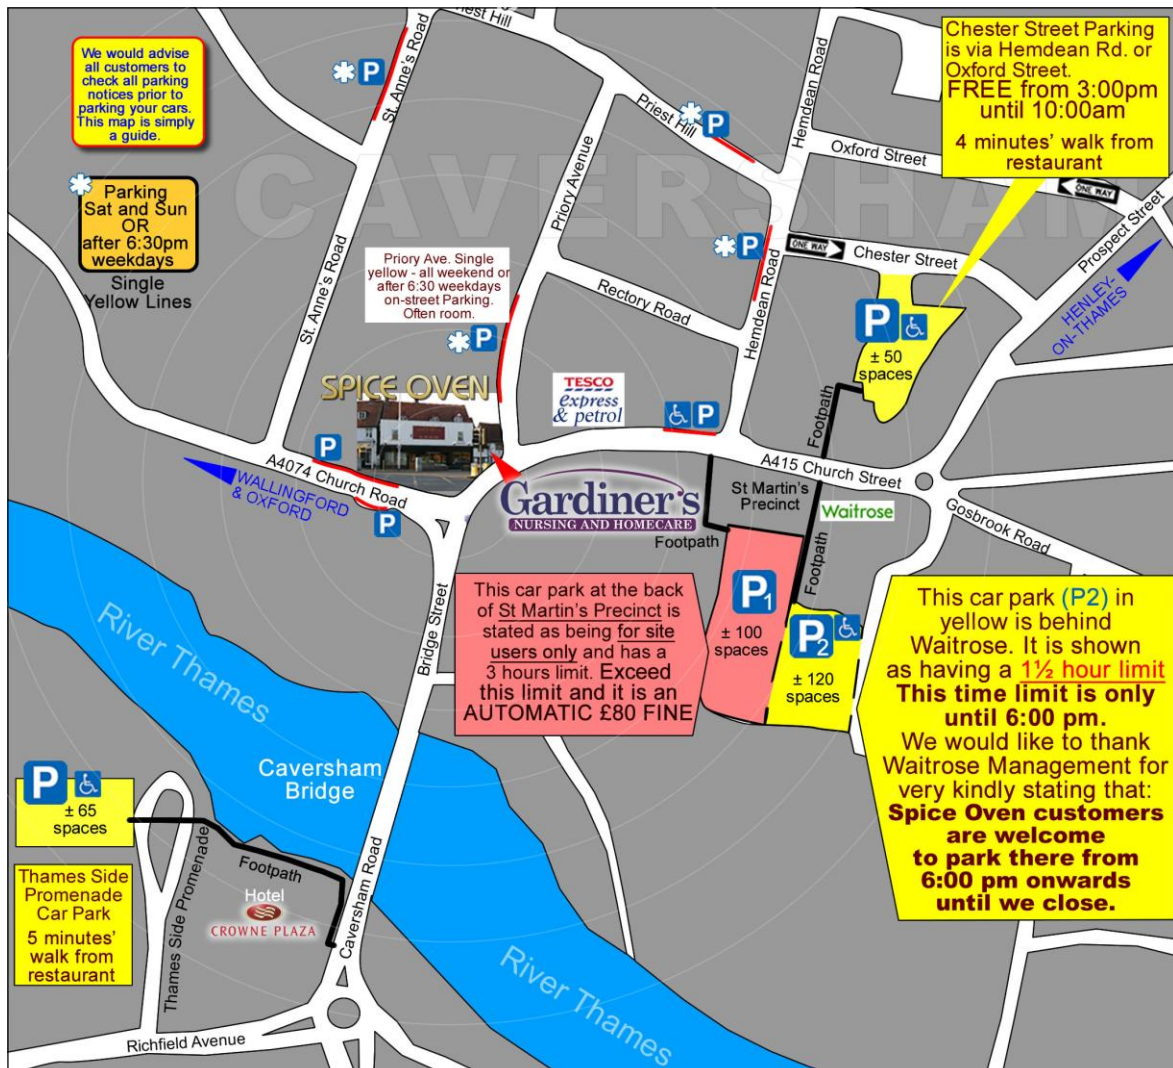 We would advise
all customers to
check all parking
notices prior to
parking your cars.
This map is simply
a guide.
Parking
Sat and Sun
OR
after 6:30pm
weekdays
Single
Yellow Lines
P
St. Anne's Road
Priest Hill
Hemdean Road
Chester Street Parking
is via Hemdean Rd. or
Oxford Street.
FREE from 3:00pm
until 10:00am
4 minutes' walk from
restaurant
Priest Hill
P
Oxford Street
ONE WAY
CAVERSHAM
Priory Avenue
Prospect Street
ONE WAY
Chester Street
P
Hemdean Road
HENLEY-
ON-THAMES
St. Anne's Road
Priory Ave. Single
yellow - all weekend or
after 6:30 weekdays
on-street Parking.
Often room.
P
Rectory Road
Hemdean Road
P
± 50
spaces
SPICE OVEN
TESCO
express
& petrol
P
Footpath
P
A4074 Church Road
WALLINGFORD
& OXFORD
P
Gardiner's
NURSING AND HOMECARE
A415 Church Street
St Martin's
Precinct
Waitrose
Gosbrook Road
Footpath
Footpath
This car park at the back
of St Martin's Precinct is
stated as being for site
users only and has a
3 hours limit. Exceed
this limit and it is an
AUTOMATIC £80 FINE
P1
± 100
spaces
P2
± 120
spaces
This car park (P2) in
yellow is behind
Waitrose. It is shown
as having a 1½ hour limit
This time limit is only
until 6:00 pm.
We would like to thank
Waitrose Management for
very kindly stating that:
Spice Oven customers
are welcome
to park there from
6:00 pm onwards
until we close.
Bridge Street
River Thames
Caversham
Bridge
P
± 65
spaces
Thames Side
Promenade
Car Park
5 minutes'
walk from
restaurant
Thames Side Promenade
Footpath
Hotel
CROWNE PLAZA
Caversham Road
River Thames
Richfield Avenue